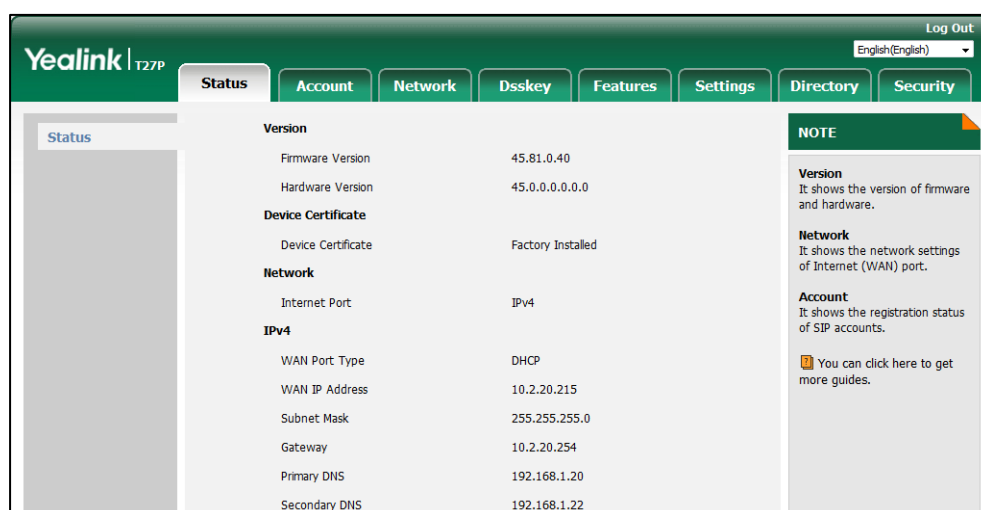 Log Out
Yealink T27P
English(English)
Status Account Network Dsskey Features Settings Directory Security
Status
Version
Firmware Version 45.81.0.40
Hardware Version 45.0.0.0.0.0.0
Device Certificate
Device Certificate Factory Installed
Network
Internet Port IPv4
IPv4
WAN Port Type DHCP
WAN IP Address 10.2.20.215
Subnet Mask 255.255.255.0
Gateway 10.2.20.254
Primary DNS 192.168.1.20
Secondary DNS 192.168.1.22
NOTE
Version
It shows the version of firmware
and hardware.
Network
It shows the network settings
of Internet (WAN) port.
Account
It shows the registration status
of SIP accounts.
You can click here to get
more guides.